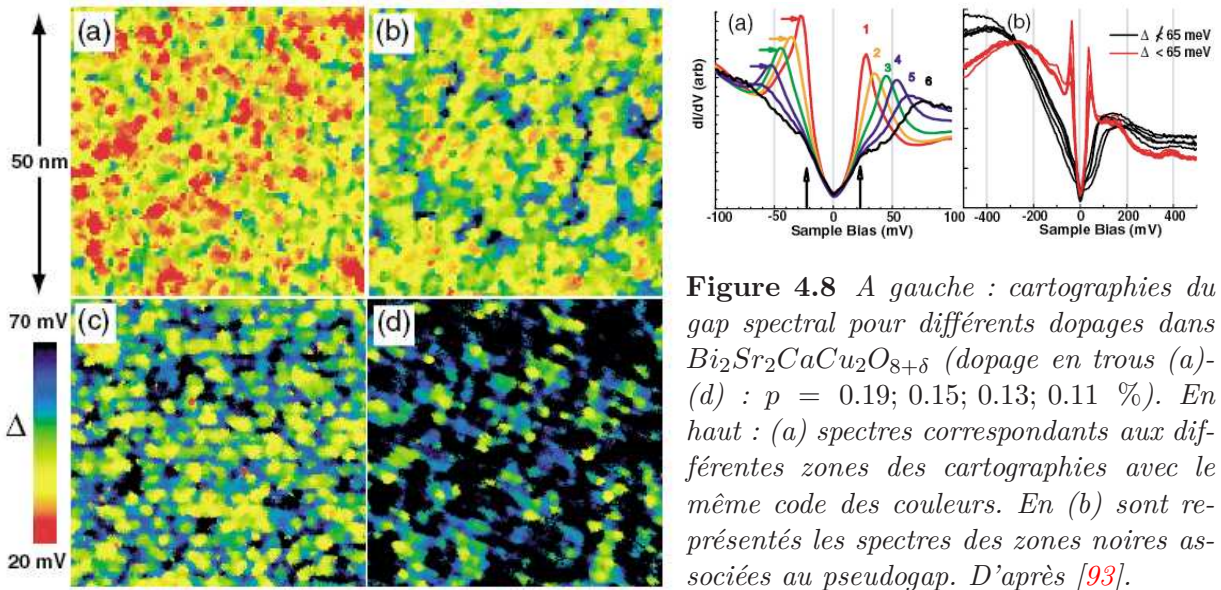 (a)
(b)
50 nm
(c)
(d)
70 mV
Δ
20 mV
(a)
1
2
3
4
5
6
dI/dV (arb)
-100 -50 0 50 100
Sample Bias (mV)
(b)
Δ ≮ 65 meV
Δ < 65 meV
-400 -200 0 200 400
Sample Bias (mV)
Figure 4.8 A gauche : cartographies du
gap spectral pour différents dopages dans
Bi₂Sr₂CaCu₂O₈₊δ (dopage en trous (a)-
(d) : p = 0.19; 0.15; 0.13; 0.11 %). En
haut : (a) spectres correspondants aux dif-
férentes zones des cartographies avec le
même code des couleurs. En (b) sont re-
présentés les spectres des zones noires as-
sociées au pseudogap. D'après [93].